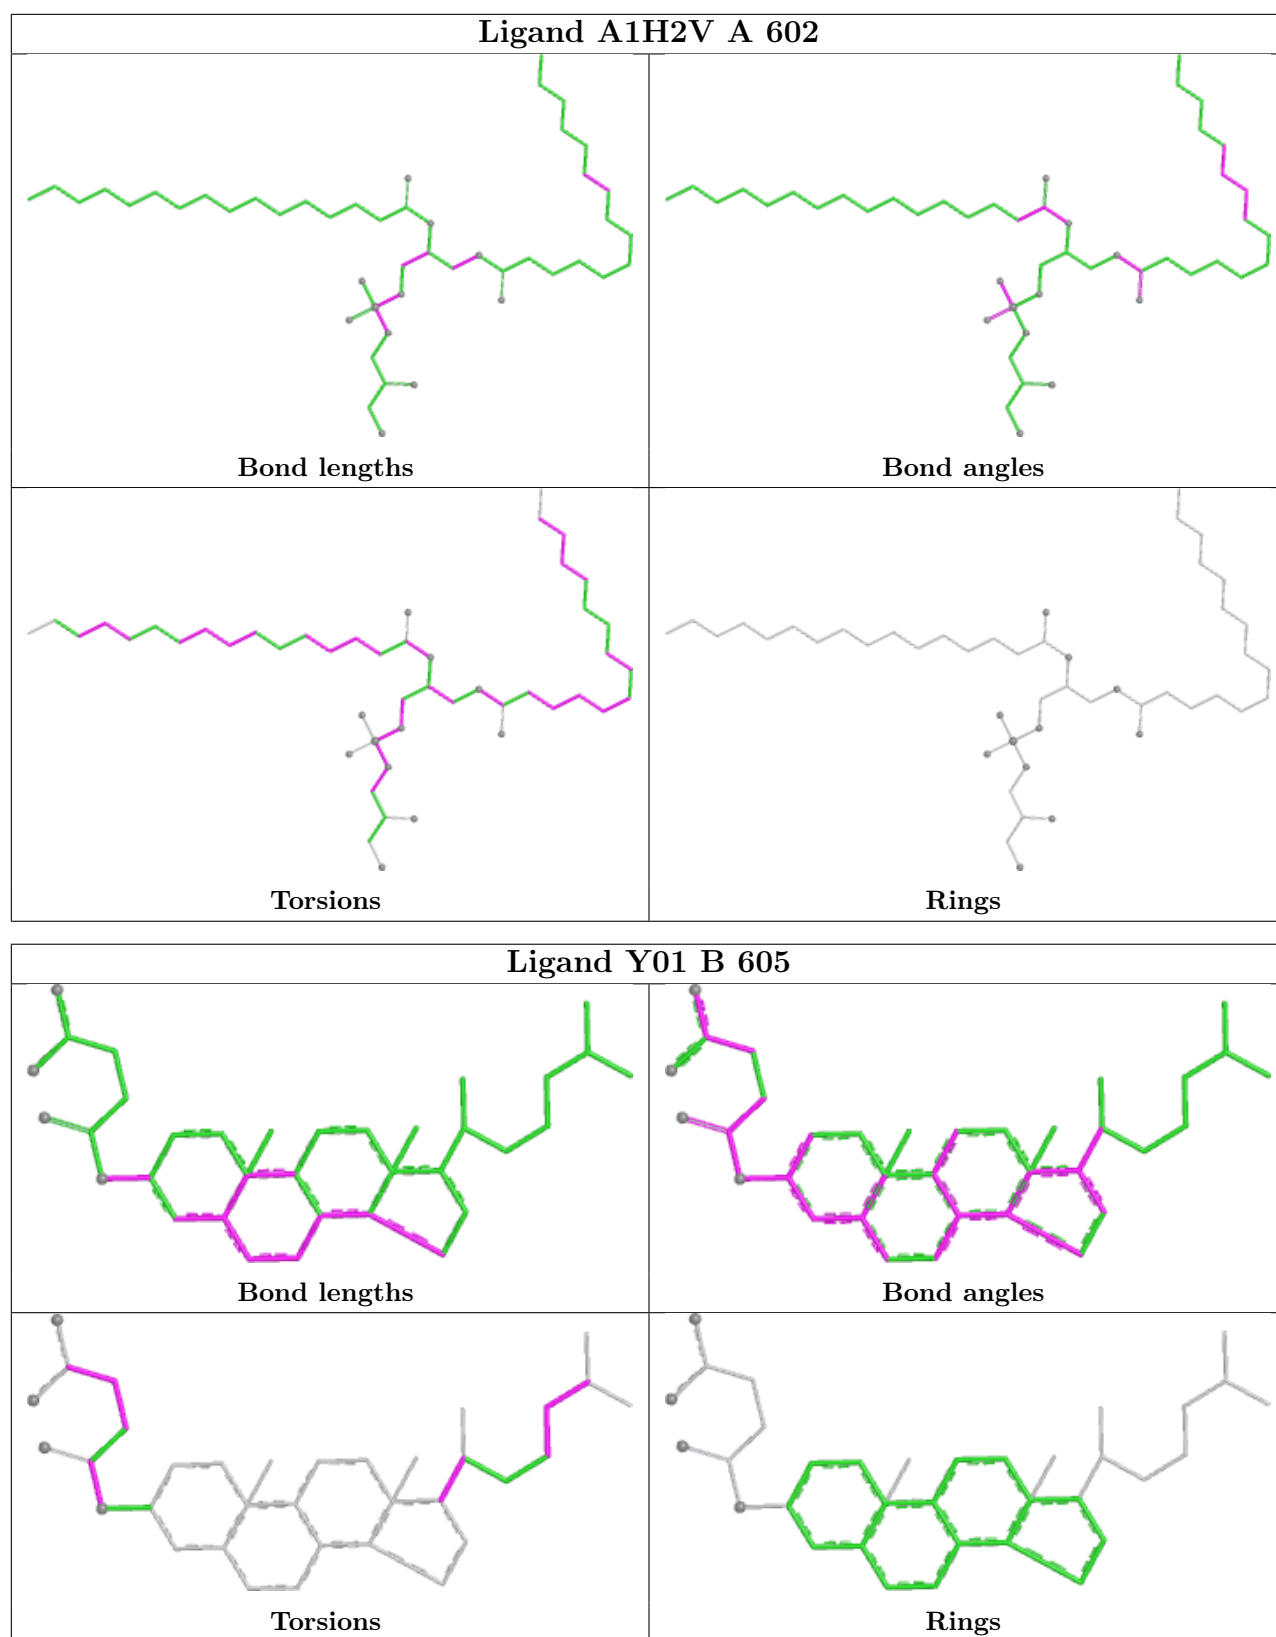 Ligand A1H2V A 602
Bond lengths
Bond angles
Torsions
Rings
Ligand Y01 B 605
Bond lengths
Bond angles
Torsions
Rings